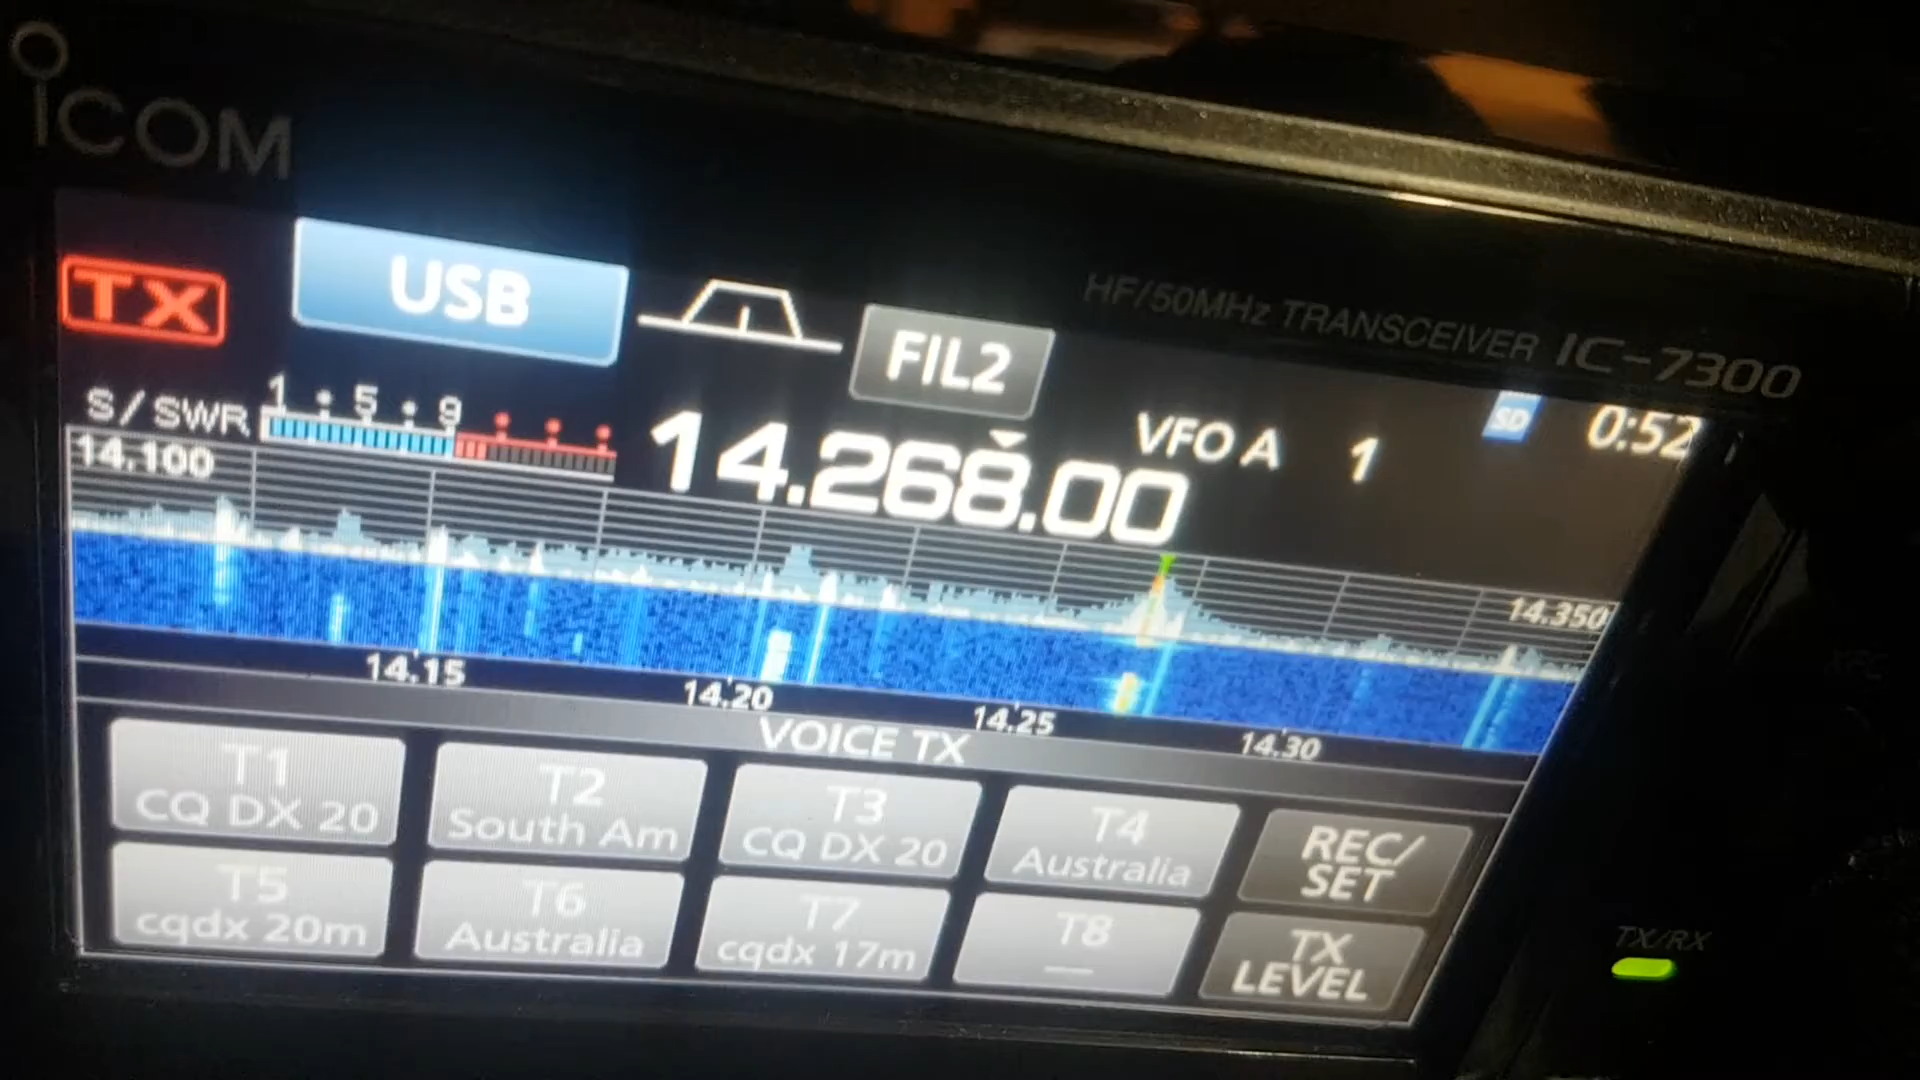 ICOM
HF/50MHz TRANSCEIVER IC-7300
TX
USB
FIL2
S/SWR 1 5 9
14.268.00
VFO A 1
SD
0:52
14.100
14.350
14.15 14.20 14.25 14.30
VOICE TX
T1
CQ DX 20
T2
South Am
T3
CQ DX 20
T4
Australia
REC/
SET
T5
cqdx 20m
T6
Australia
T7
cqdx 17m
T8
—
TX
LEVEL
TX/RX